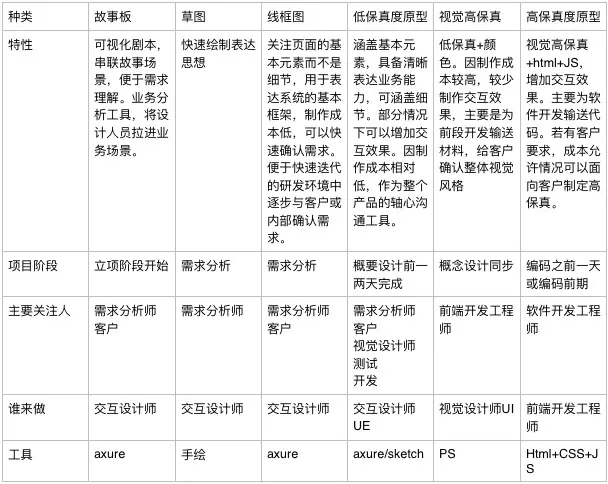 种类
故事板
草图
线框图
低保真度原型
视觉高保真
高保真度原型
特性
可视化剧本，
串联故事场
景，便于需求
理解。业务分
析工具，将设
计人员拉进业
务场景。
快速绘制表达
思想
关注页面的基
本元素而不是
细节，用于表
达系统的基本
框架，制作成
本低，可以快
速确认需求。
便于快速迭代
的研发环境中
逐步与客户或
内部确认需
求。
涵盖基本元
素，具备清晰
表达业务能
力，可涵盖细
节。部分情况
下可以增加交
互效果。因制
作成本相对
低，作为整个
产品的轴心沟
通工具。
低保真+颜
色。因制作成
本较高，较少
制作交互效
果，主要是为
前段开发输送
材料，给客户
确认整体视觉
风格
视觉高保真
+html+JS，
增加交互效
果。主要为软
件开发输送代
码。若有客户
要求，成本允
许情况可以面
向客户制定高
保真。
项目阶段
立项阶段开始
需求分析
需求分析
概要设计前一
两天完成
概念设计同步
编码之前一天
或编码前期
主要关注人
需求分析师
客户
需求分析师
需求分析师
客户
需求分析师
客户
视觉设计师
测试
开发
前端开发工程
师
软件开发工程
师
谁来做
交互设计师
交互设计师
交互设计师
交互设计师
UE
视觉设计师UI
前端开发工程
师
工具
axure
手绘
axure
axure/sketch
PS
Html+CSS+J
S